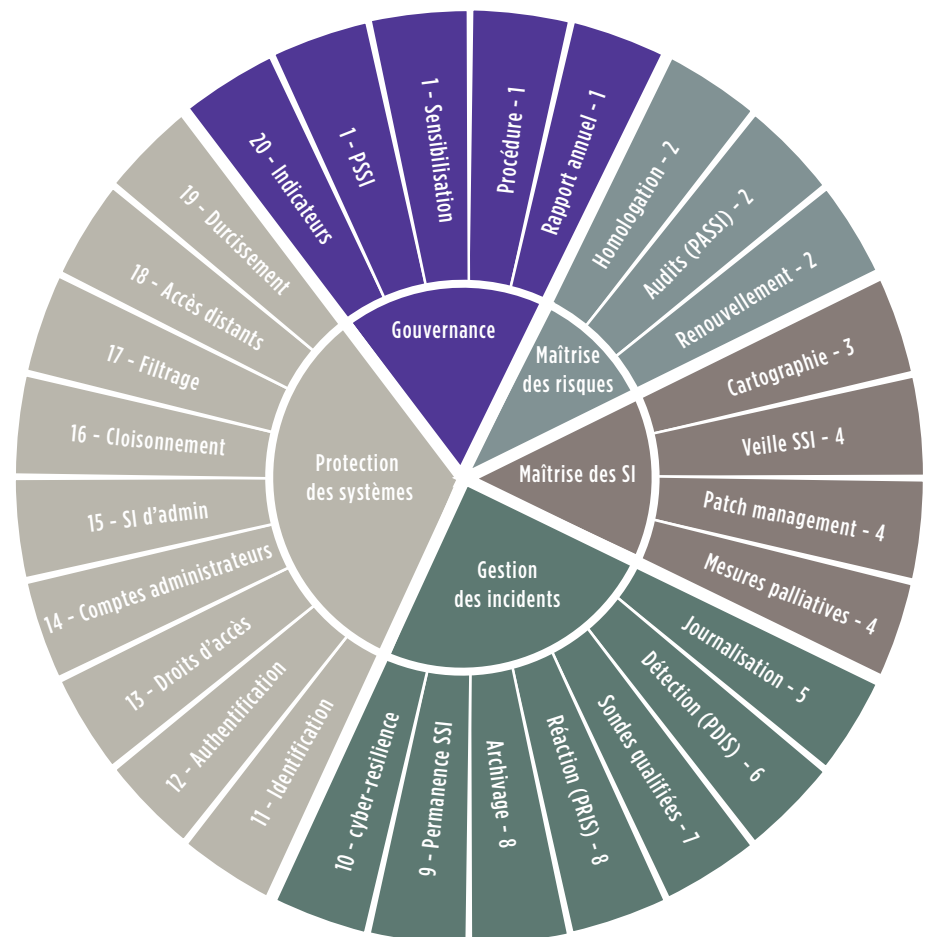 Gouvernance
20 - Indicateurs
1 - PSSI
1 - Sensibilisation
Procédure - 1
Rapport annuel - 1
Maîtrise
des risques
Homologation - 2
Audits (PASSI) - 2
Renouvellement - 2
Maîtrise des SI
Cartographie - 3
Veille SSI - 4
Patch management - 4
Mesures palliatives - 4
Gestion
des incidents
Journalisation - 5
Détection (PDIS) - 6
Sondes qualifiées - 7
Réaction (PRIS) - 8
Archivage - 8
9 - Permanence SSI
10 - cyber-resilience
Protection
des systèmes
11 - Identification
12 - Authentification
13 - Droits d'accès
14 - Comptes administrateurs
15 - SI d'admin
16 - Cloisonnement
17 - Filtrage
18 - Accès distants
19 - Durcissement